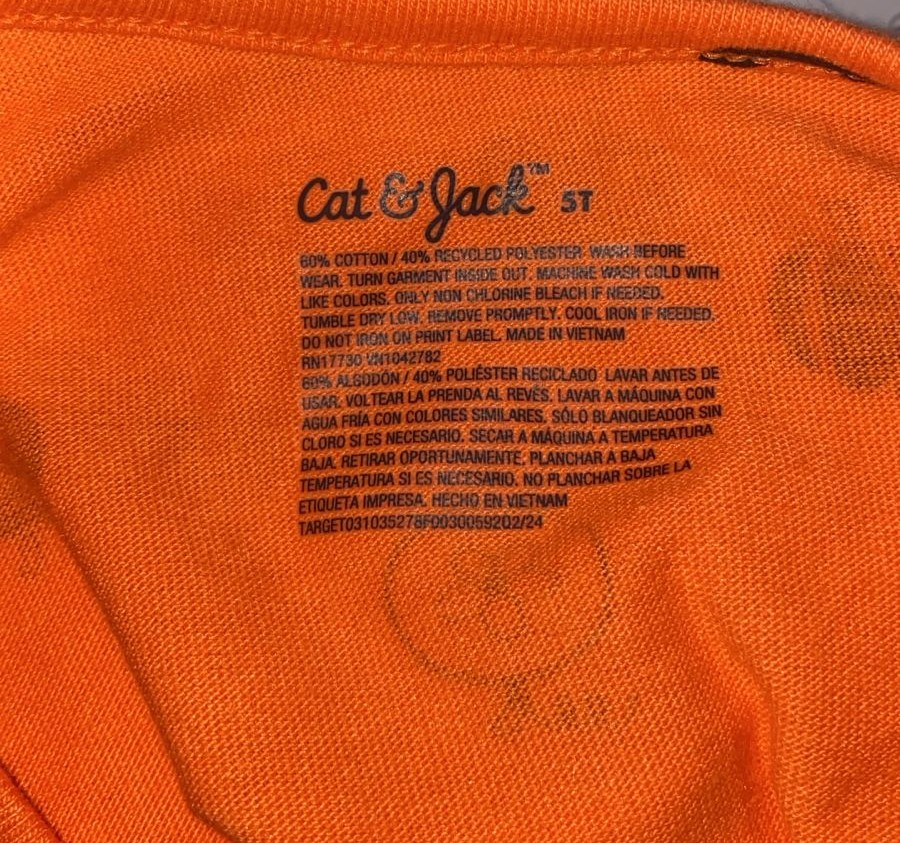 Cat & Jack™ 5T
60% COTTON / 40% RECYCLED POLYESTER. WASH BEFORE
WEAR. TURN GARMENT INSIDE OUT. MACHINE WASH COLD WITH
LIKE COLORS. ONLY NON CHLORINE BLEACH IF NEEDED.
TUMBLE DRY LOW. REMOVE PROMPTLY. COOL IRON IF NEEDED.
DO NOT IRON ON PRINT LABEL. MADE IN VIETNAM
RN17730 VN1042782
60% ALGODÓN / 40% POLIÉSTER RECICLADO LAVAR ANTES DE
USAR. VOLTEAR LA PRENDA AL REVÉS. LAVAR A MÁQUINA CON
AGUA FRÍA CON COLORES SIMILARES. SÓLO BLANQUEADOR SIN
CLORO SI ES NECESARIO. SECAR A MÁQUINA A TEMPERATURA
BAJA. RETIRAR OPORTUNAMENTE. PLANCHAR A BAJA
TEMPERATURA SI ES NECESARIO. NO PLANCHAR SOBRE LA
ETIQUETA IMPRESA. HECHO EN VIETNAM
TARGET031035278F0030059202/24